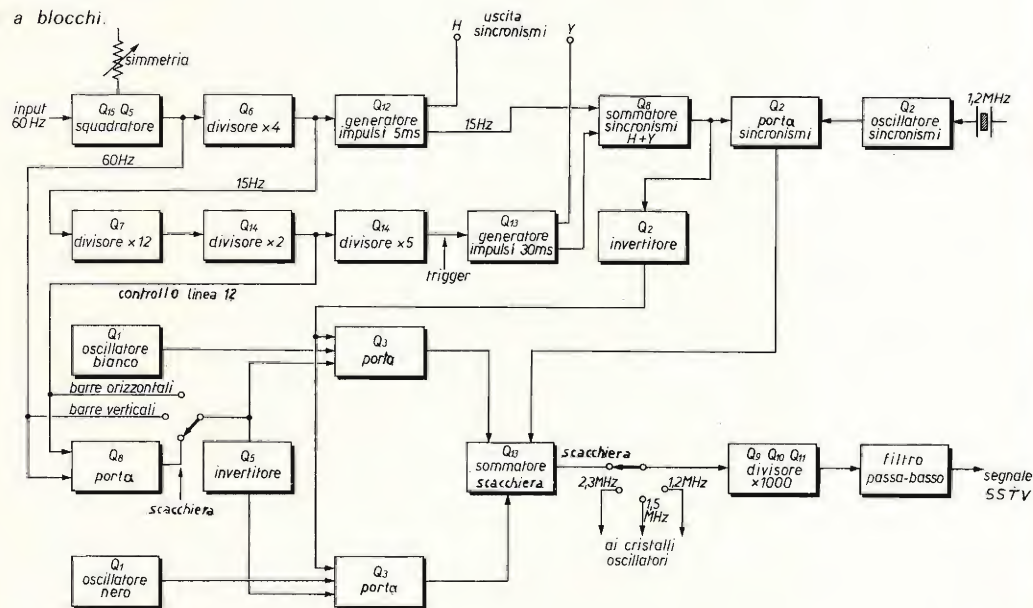 a blocchi.
simmetria
input
60Hz
Q15 Q5
squadratore
Q6
divisore ×4
Q12
generatore
impulsi 5ms
H
uscita
sincronismi
Y
15Hz
Q8
sommatore
sincronismi
H+Y
Q2
porta
sincronismi
Q2
oscillatore
sincronismi
1,2MHz
60Hz
15Hz
Q7
divisore ×12
Q14
divisore ×2
Q14
divisore ×5
trigger
Q13
generatore
impulsi 30ms
Q2
invertitore
controllo linea 12
Q1
oscillatore
bianco
Q3
porta
barre orizzontali
barre verticali
Q8
porta
scacchiera
Q5
invertitore
Q13
sommatore
scacchiera
scacchiera
2,3MHz
1,5
MHz
1,2MHz
ai cristalli
oscillatori
Q9 Q10 Q11
divisore
×1000
filtro
passa-basso
segnale
SSTV
Q1
oscillatore
nero
Q3
porta